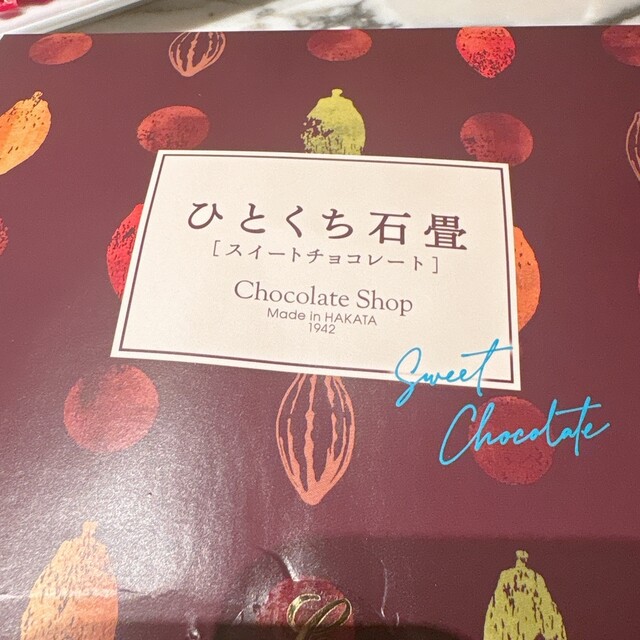 ひとくち石畳
[スイートチョコレート]
Chocolate Shop
Made in HAKATA
1942
Sweet
Chocolate